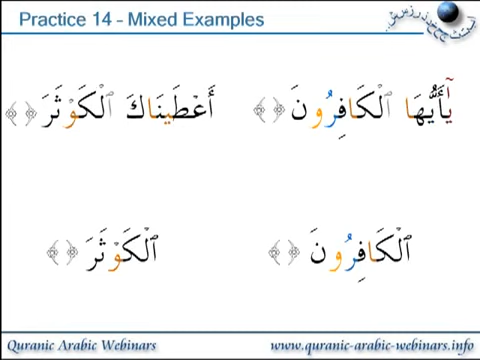 Practice 14 – Mixed Examples
يَٰٓأَيُّهَا ٱلْكَافِرُونَ ﴿ ﴾ أَعْطَيْنَاكَ ٱلْكَوْثَرَ ﴿ ﴾
ٱلْكَافِرُونَ ﴿ ﴾ ٱلْكَوْثَرَ ﴿ ﴾
Quranic Arabic Webinars www.quranic-arabic-webinars.info